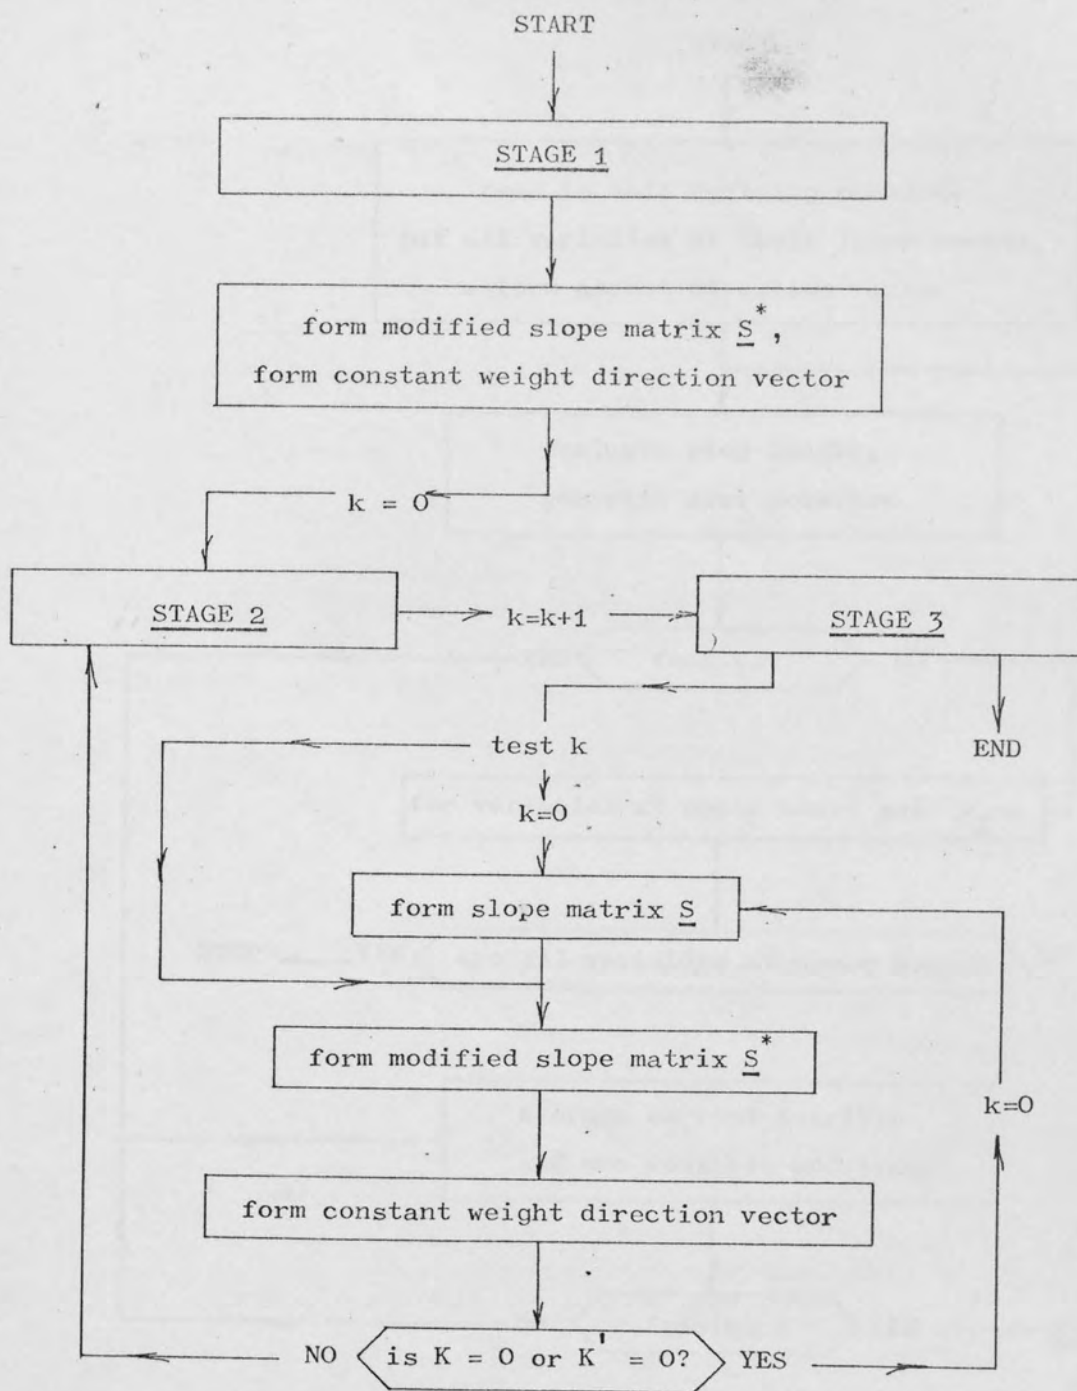 START
STAGE 1
form modified slope matrix S*,
form constant weight direction vector
k = 0
STAGE 2
k=k+1
STAGE 3
test k
END
k=0
form slope matrix S
form modified slope matrix S*
k=0
form constant weight direction vector
NO
is K = 0 or K' = 0?
YES